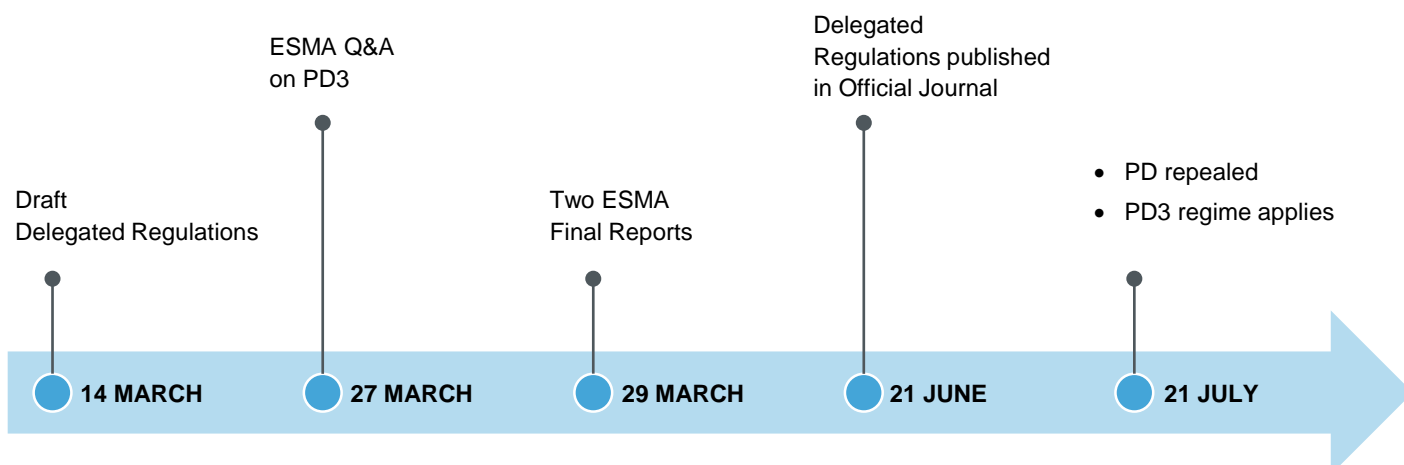 Draft
Delegated Regulations
ESMA Q&A
on PD3
Two ESMA
Final Reports
Delegated
Regulations published
in Official Journal
• PD repealed
• PD3 regime applies
14 MARCH
27 MARCH
29 MARCH
21 JUNE
21 JULY